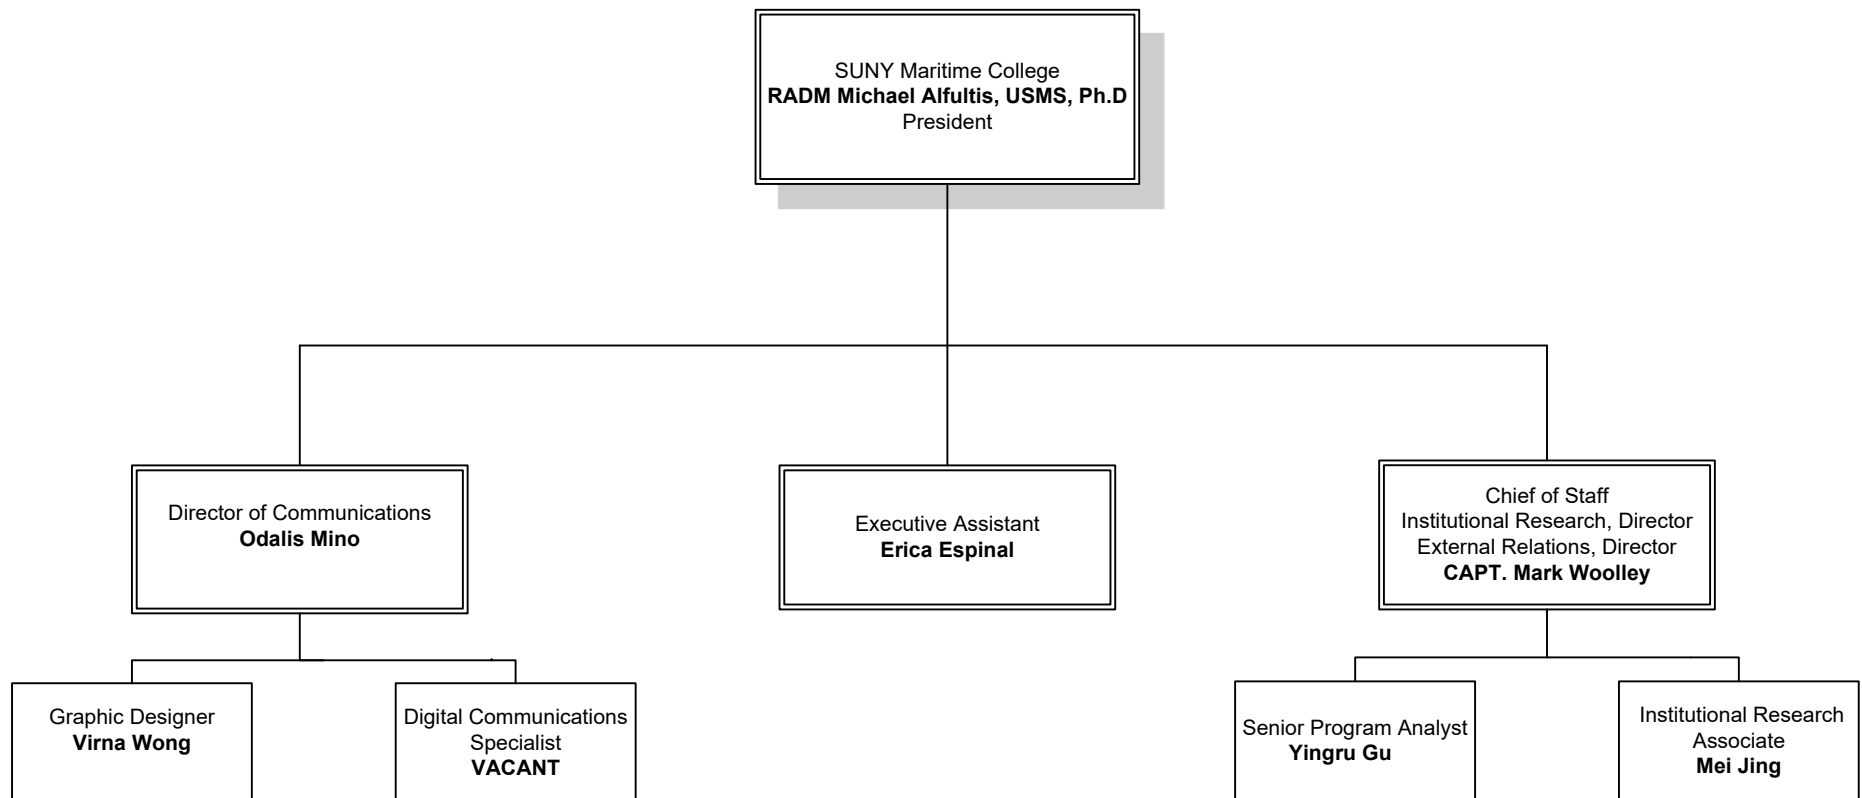 SUNY Maritime College
RADM Michael Alfultis, USMS, Ph.D
President
Director of Communications
Odalis Mino
Executive Assistant
Erica Espinal
Chief of Staff
Institutional Research, Director
External Relations, Director
CAPT. Mark Woolley
Graphic Designer
Virna Wong
Digital Communications
Specialist
VACANT
Senior Program Analyst
Yingru Gu
Institutional Research
Associate
Mei Jing